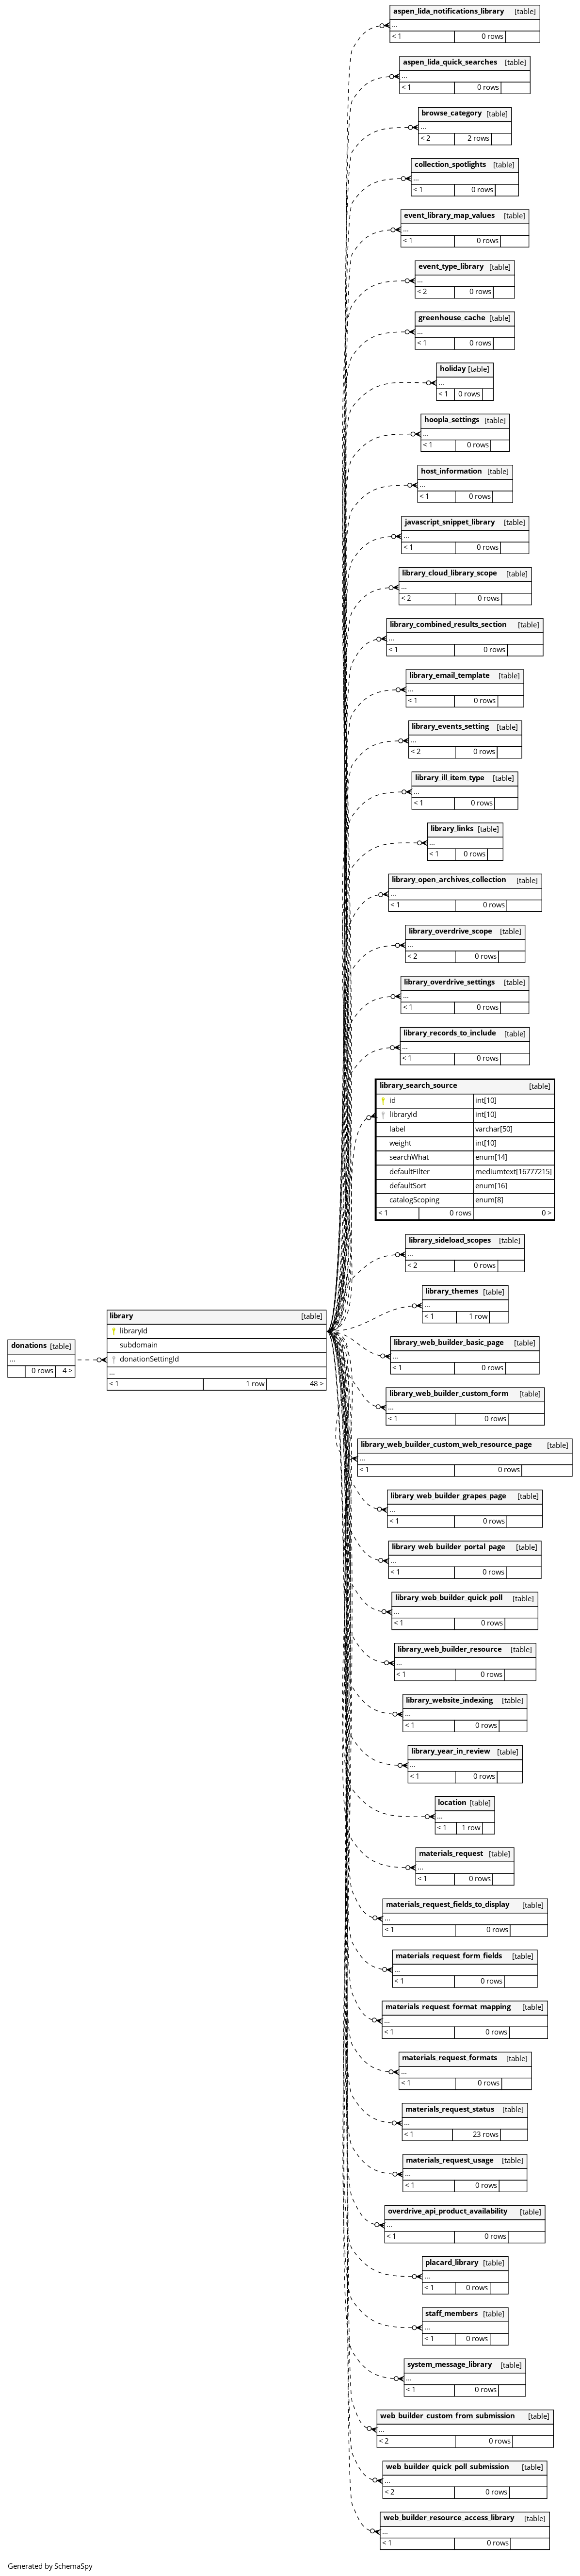 aspen_lida_notifications_library [table]
...
< 1 0 rows
aspen_lida_quick_searches [table]
...
< 1 0 rows
browse_category [table]
...
< 2 2 rows
collection_spotlights [table]
...
< 1 0 rows
event_library_map_values [table]
...
< 1 0 rows
event_type_library [table]
...
< 2 0 rows
greenhouse_cache [table]
...
< 1 0 rows
holiday [table]
...
< 1 0 rows
hoopla_settings [table]
...
< 1 0 rows
host_information [table]
...
< 1 0 rows
javascript_snippet_library [table]
...
< 1 0 rows
library_cloud_library_scope [table]
...
< 2 0 rows
library_combined_results_section [table]
...
< 1 0 rows
library_email_template [table]
...
< 1 0 rows
library_events_setting [table]
...
< 2 0 rows
library_ill_item_type [table]
...
< 1 0 rows
library_links [table]
...
< 1 0 rows
library_open_archives_collection [table]
...
< 1 0 rows
library_overdrive_scope [table]
...
< 2 0 rows
library_overdrive_settings [table]
...
< 1 0 rows
library_records_to_include [table]
...
< 1 0 rows
library_search_source [table]
id int[10]
libraryId int[10]
label varchar[50]
weight int[10]
searchWhat enum[14]
defaultFilter mediumtext[16777215]
defaultSort enum[16]
catalogScoping enum[8]
< 1 0 rows 0 >
library_sideload_scopes [table]
...
< 2 0 rows
library_themes [table]
...
< 1 1 row
library [table]
libraryId
subdomain
donationSettingId
...
< 1 1 row 48 >
donations [table]
...
0 rows 4 >
library_web_builder_basic_page [table]
...
< 1 0 rows
library_web_builder_custom_form [table]
...
< 1 0 rows
library_web_builder_custom_web_resource_page [table]
...
< 1 0 rows
library_web_builder_grapes_page [table]
...
< 1 0 rows
library_web_builder_portal_page [table]
...
< 1 0 rows
library_web_builder_quick_poll [table]
...
< 1 0 rows
library_web_builder_resource [table]
...
< 1 0 rows
library_website_indexing [table]
...
< 1 0 rows
library_year_in_review [table]
...
< 1 0 rows
location [table]
...
< 1 1 row
materials_request [table]
...
< 1 0 rows
materials_request_fields_to_display [table]
...
< 1 0 rows
materials_request_form_fields [table]
...
< 1 0 rows
materials_request_format_mapping [table]
...
< 1 0 rows
materials_request_formats [table]
...
< 1 0 rows
materials_request_status [table]
...
< 1 23 rows
materials_request_usage [table]
...
< 1 0 rows
overdrive_api_product_availability [table]
...
< 1 0 rows
placard_library [table]
...
< 1 0 rows
staff_members [table]
...
< 1 0 rows
system_message_library [table]
...
< 1 0 rows
web_builder_custom_from_submission [table]
...
< 2 0 rows
web_builder_quick_poll_submission [table]
...
< 2 0 rows
web_builder_resource_access_library [table]
...
< 1 0 rows
Generated by SchemaSpy